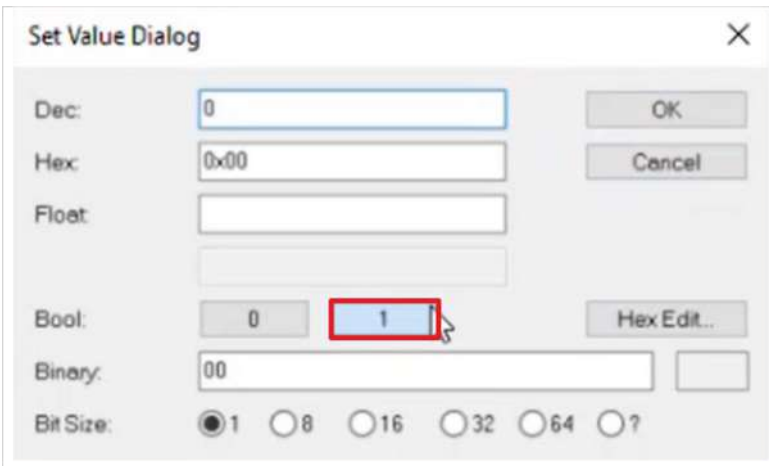 Set Value Dialog
Dec: 0 OK
Hex: 0x00 Cancel
Float:
Bool: 0 1 Hex Edit...
Binary: 00
Bit Size: 1 8 16 32 64 ?